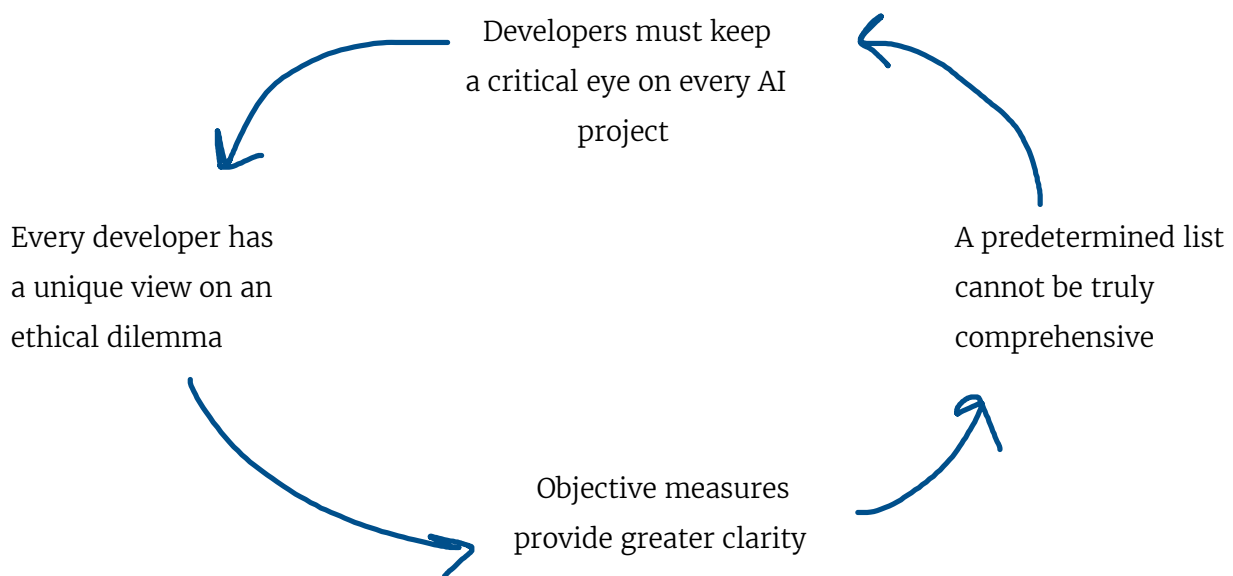 Developers must keep
a critical eye on every AI
project
Every developer has
a unique view on an
ethical dilemma
A predetermined list
cannot be truly
comprehensive
Objective measures
provide greater clarity